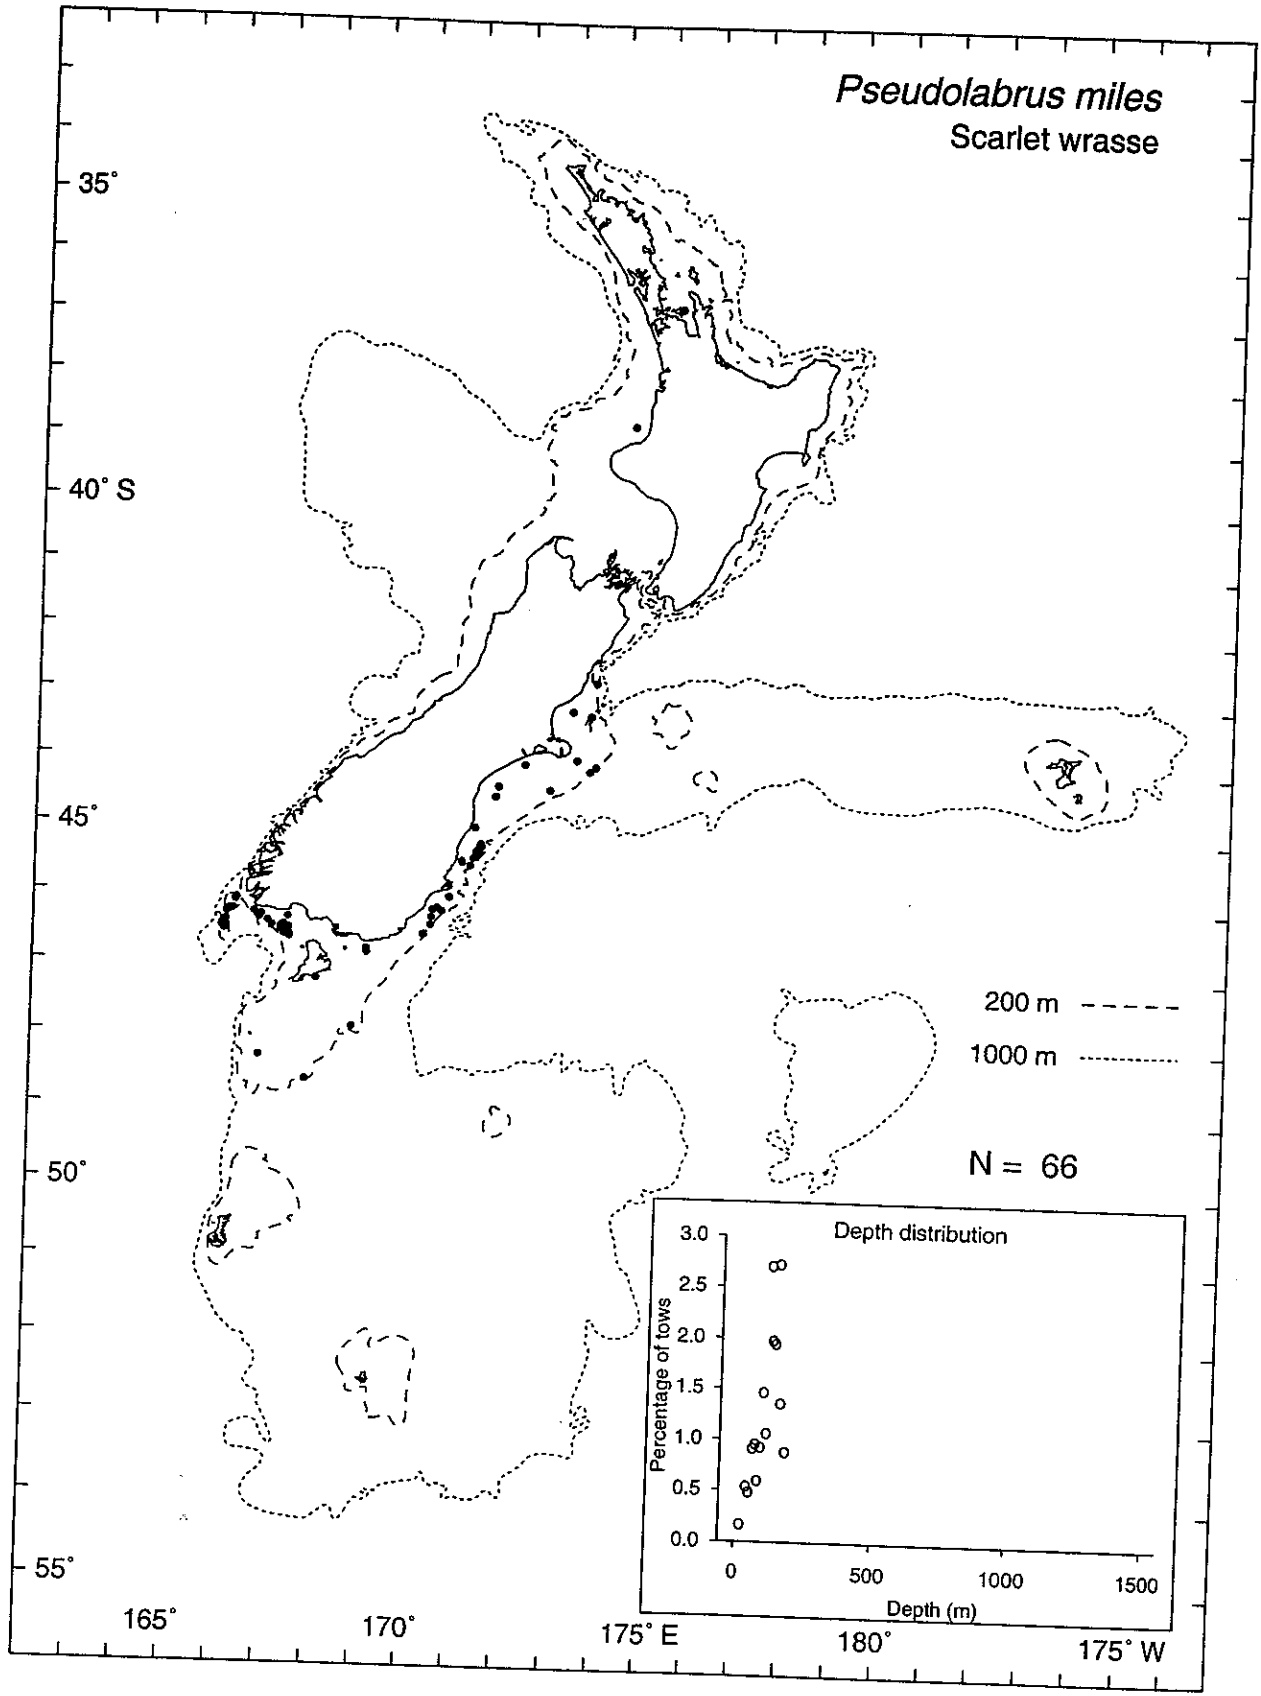 Pseudolabrus miles
Scarlet wrasse
35°
40° S
45°
50°
55°
165°
170°
175° E
180°
175° W
200 m
1000 m
N = 66
Depth distribution
Percentage of tows
3.0
2.5
2.0
1.5
1.0
0.5
0.0
0
500
1000
1500
Depth (m)